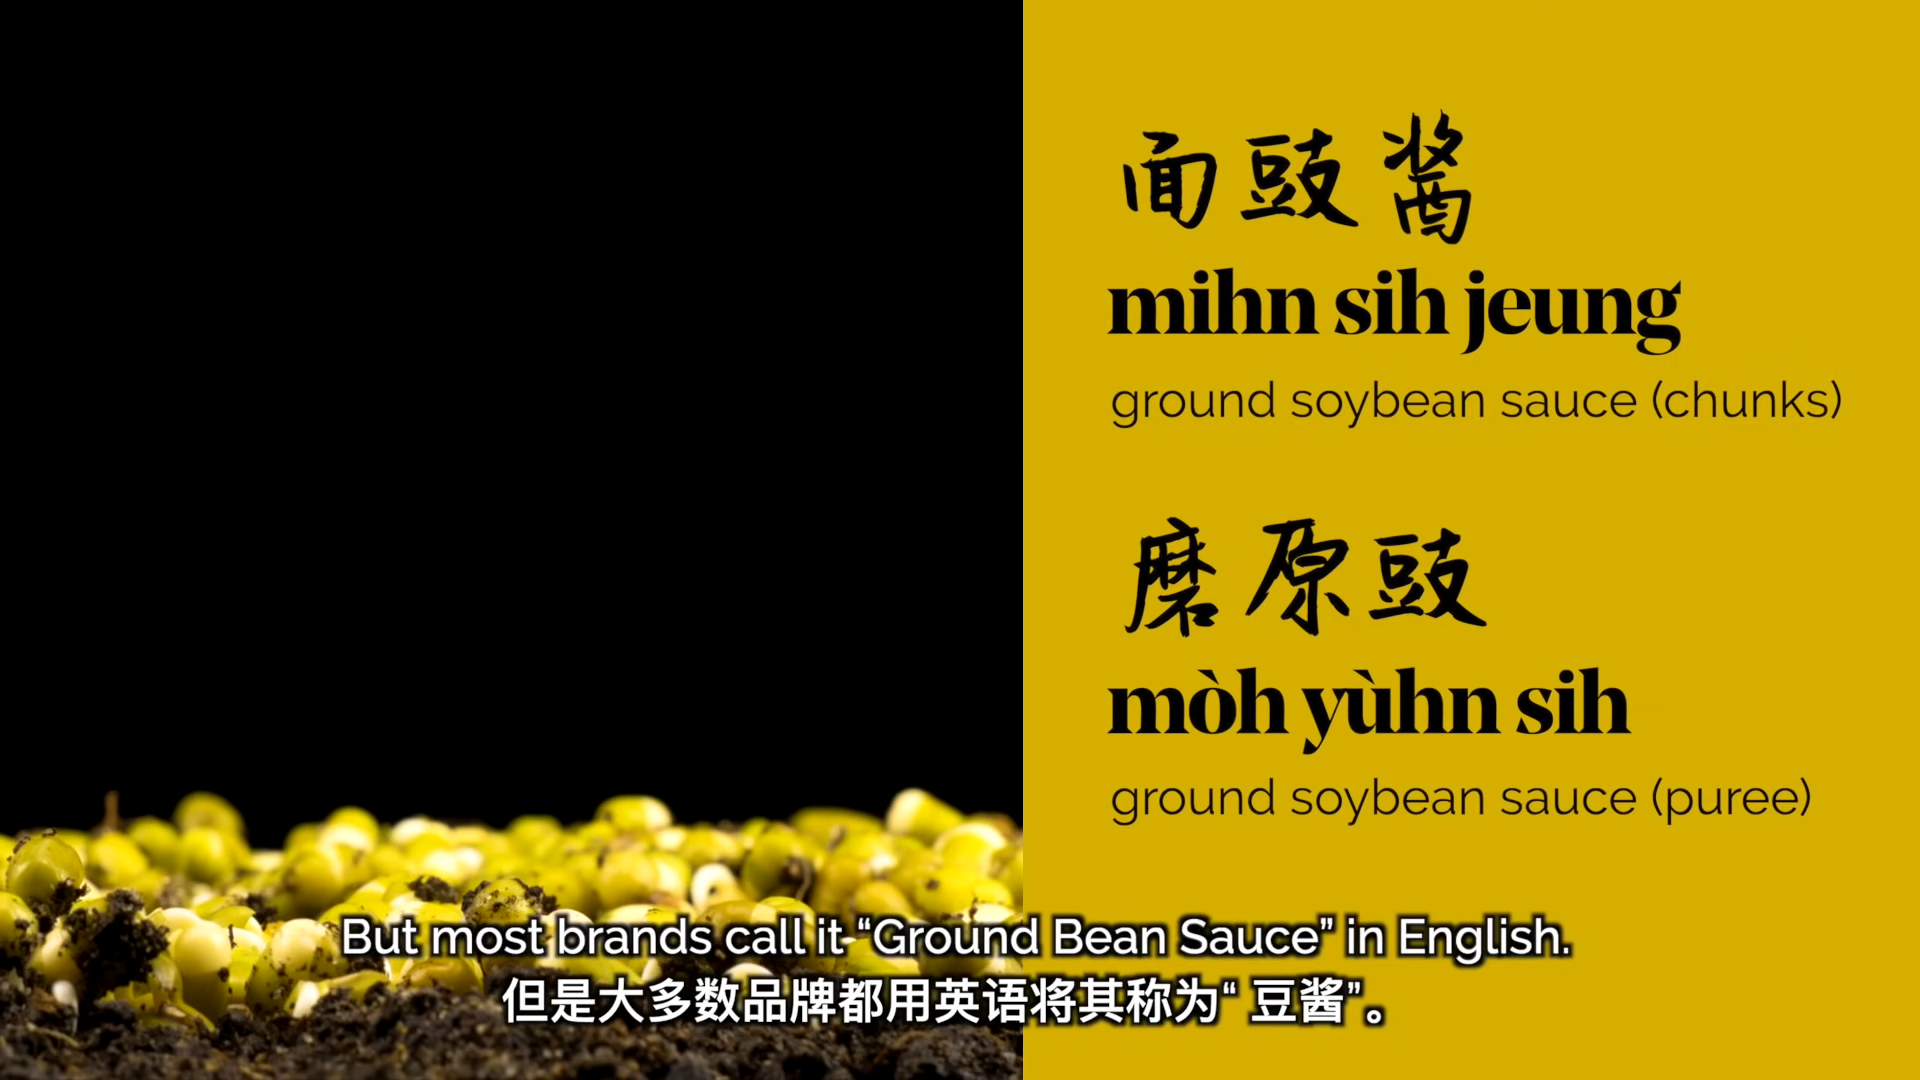 面豉酱
mihn sih jeung
ground soybean sauce (chunks)
磨原豉
mòh yùhn sih
ground soybean sauce (puree)
But most brands call it “Ground Bean Sauce” in English.
但是大多数品牌都用英语将其称为“ 豆酱”。